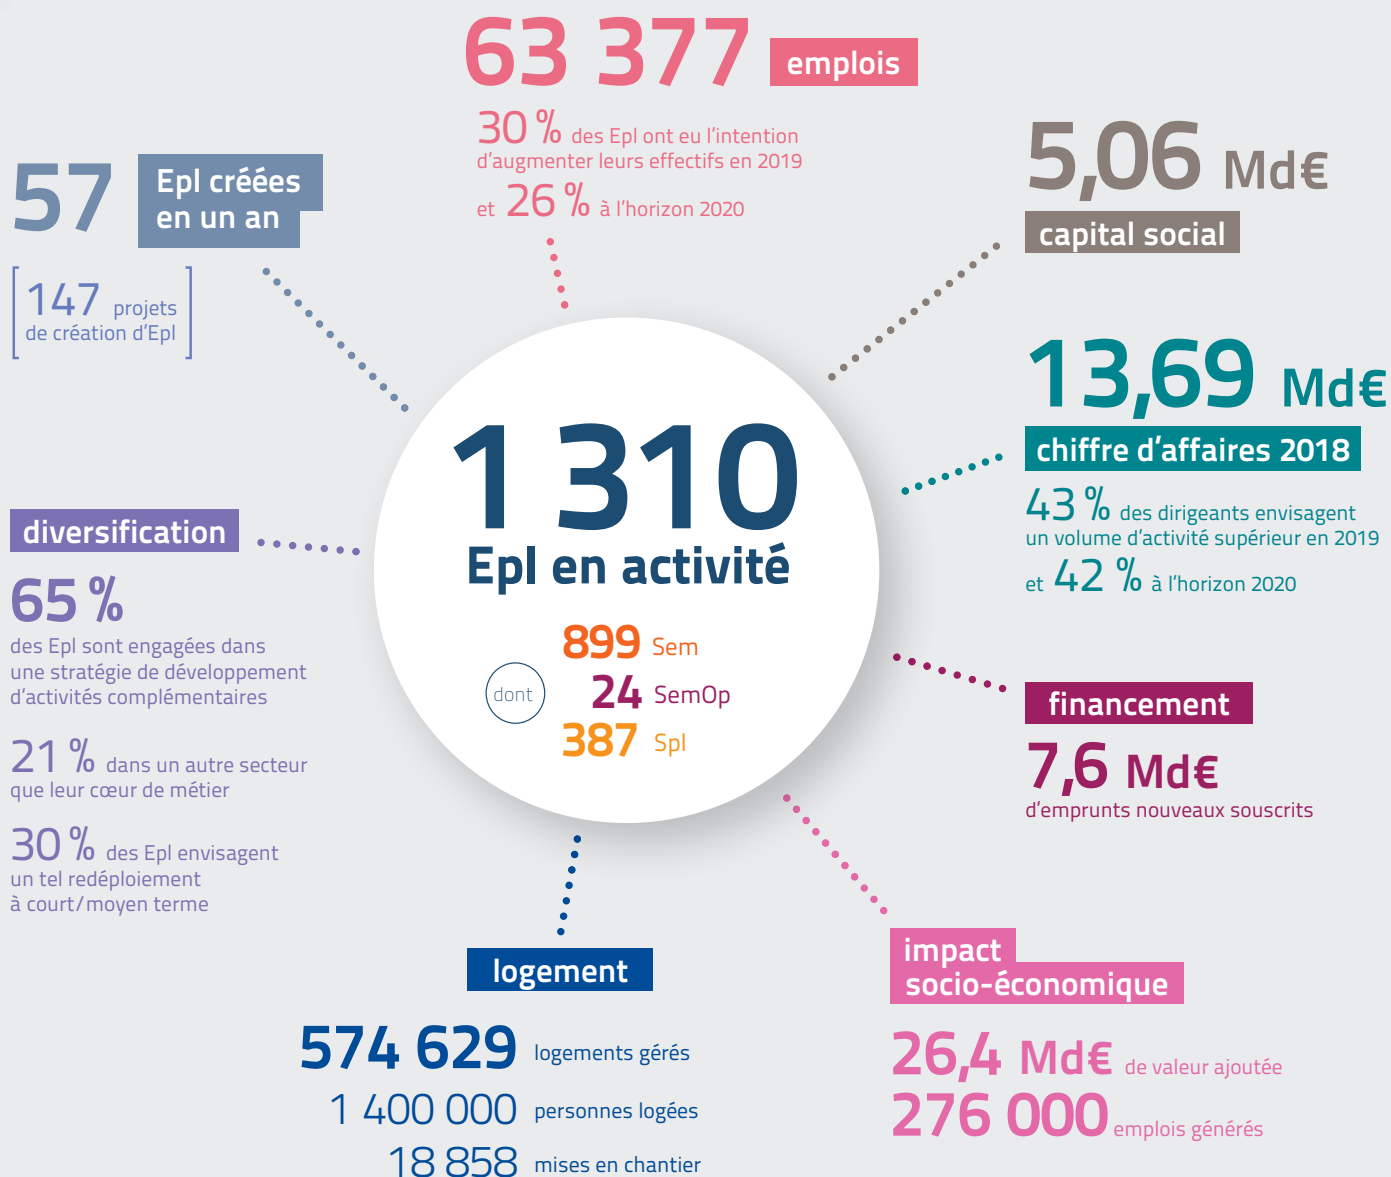 63 377 emplois
30 % des Epl ont eu l’intention
d’augmenter leurs effectifs en 2019
et 26 % à l’horizon 2020
57 Epl créées
en un an
147 projets
de création d’Epl
5,06 Md€
capital social
13,69 Md€
chiffre d’affaires 2018
43 % des dirigeants envisagent
un volume d’activité supérieur en 2019
et 42 % à l’horizon 2020
1 310
Epl en activité
dont
899 Sem
24 SemOp
387 Spl
diversification
65 %
des Epl sont engagées dans
une stratégie de développement
d’activités complémentaires
21 % dans un autre secteur
que leur cœur de métier
30 % des Epl envisagent
un tel redéploiement
à court/moyen terme
financement
7,6 Md€
d’emprunts nouveaux souscrits
logement
574 629 logements gérés
1 400 000 personnes logées
18 858 mises en chantier
impact
socio-économique
26,4 Md€ de valeur ajoutée
276 000 emplois générés